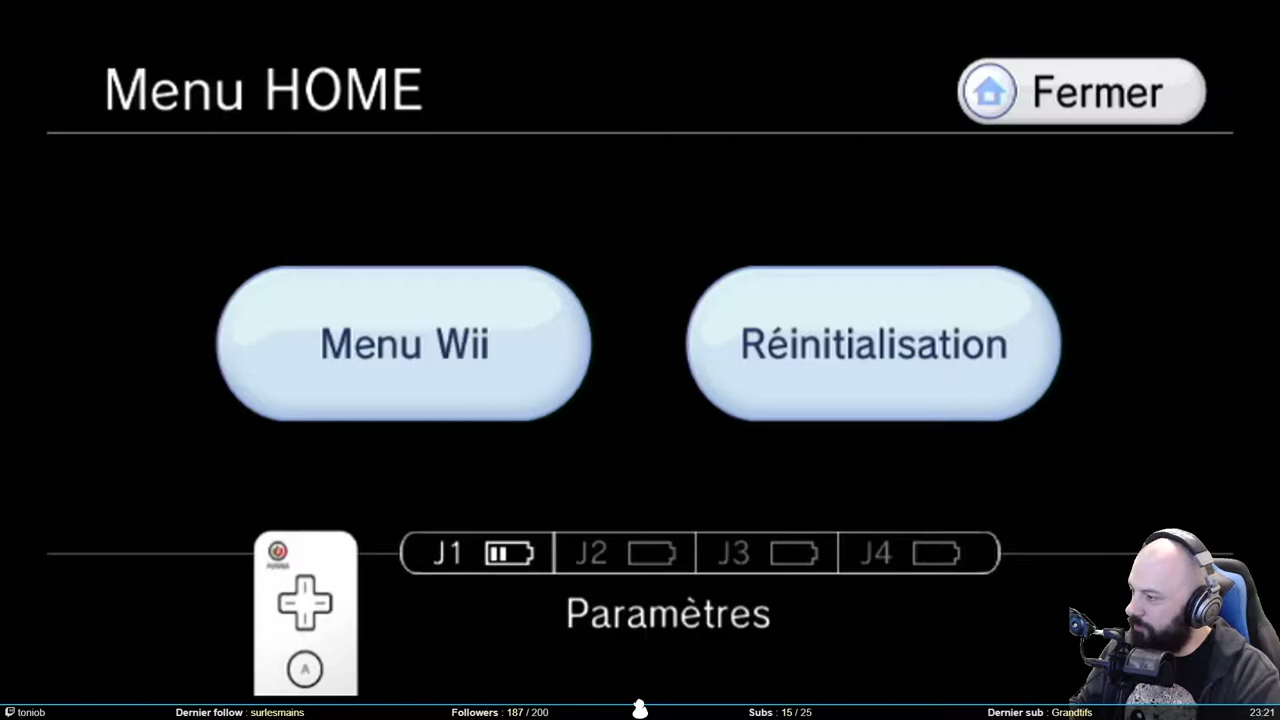 Menu HOME
Fermer
Menu Wii
Réinitialisation
J1 J2 J3 J4
POWER
A
Paramètres
toniob Dernier follow : surlesmains Followers : 187 / 200 Subs : 15 / 25 Dernier sub : Grandtifs 23:21